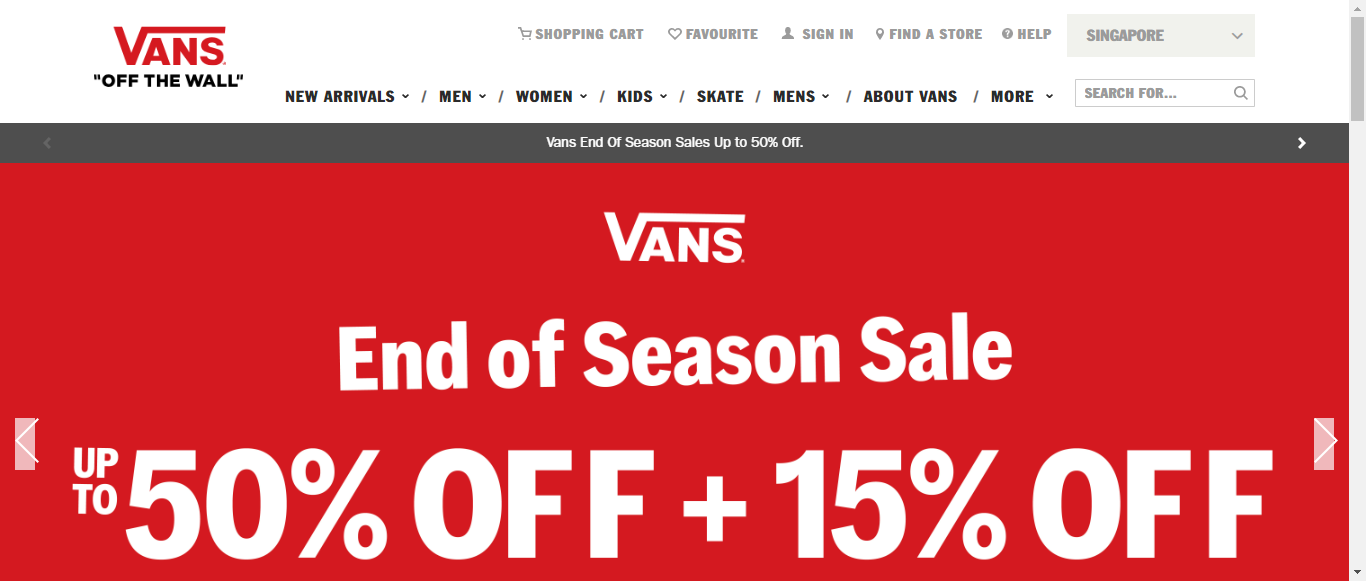 VANS
"OFF THE WALL"
SHOPPING CART FAVOURITE SIGN IN FIND A STORE HELP SINGAPORE
NEW ARRIVALS / MEN / WOMEN / KIDS / SKATE / MENS / ABOUT VANS / MORE
SEARCH FOR...
Vans End Of Season Sales Up to 50% Off.
VANS
End of Season Sale
UP TO 50% OFF + 15% OFF